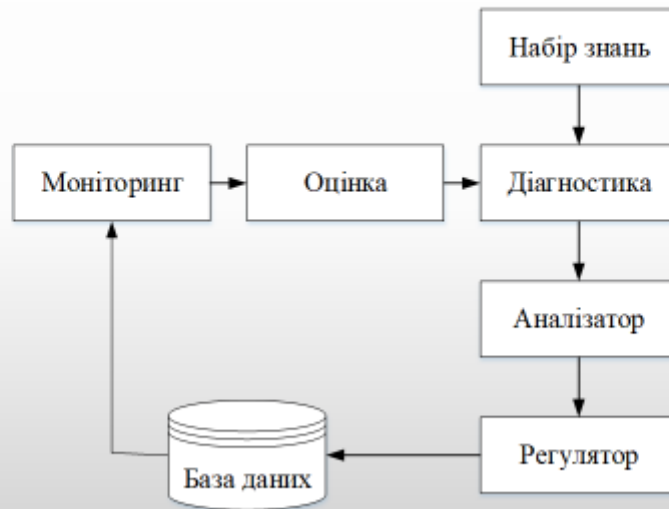 Набір знань
Моніторинг
Оцінка
Діагностика
Аналізатор
Регулятор
База даних